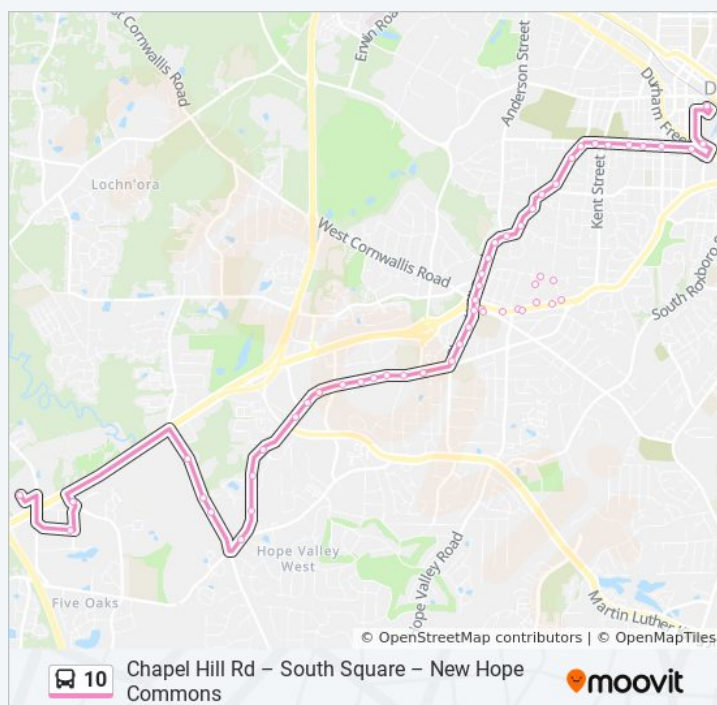 st Cornwallis Road
Erwin Roa
Anderson Street
Durham Free
D
Lochn'ora
Kent Street
West Cornwallis Road
South Roxboro S
Hope Valley
West
Hope Valley Road
Five Oaks
Martin Luther
© OpenStreetMap contributors | © OpenMapTiles
10
Chapel Hill Rd – South Square – New Hope
Commons
moovit